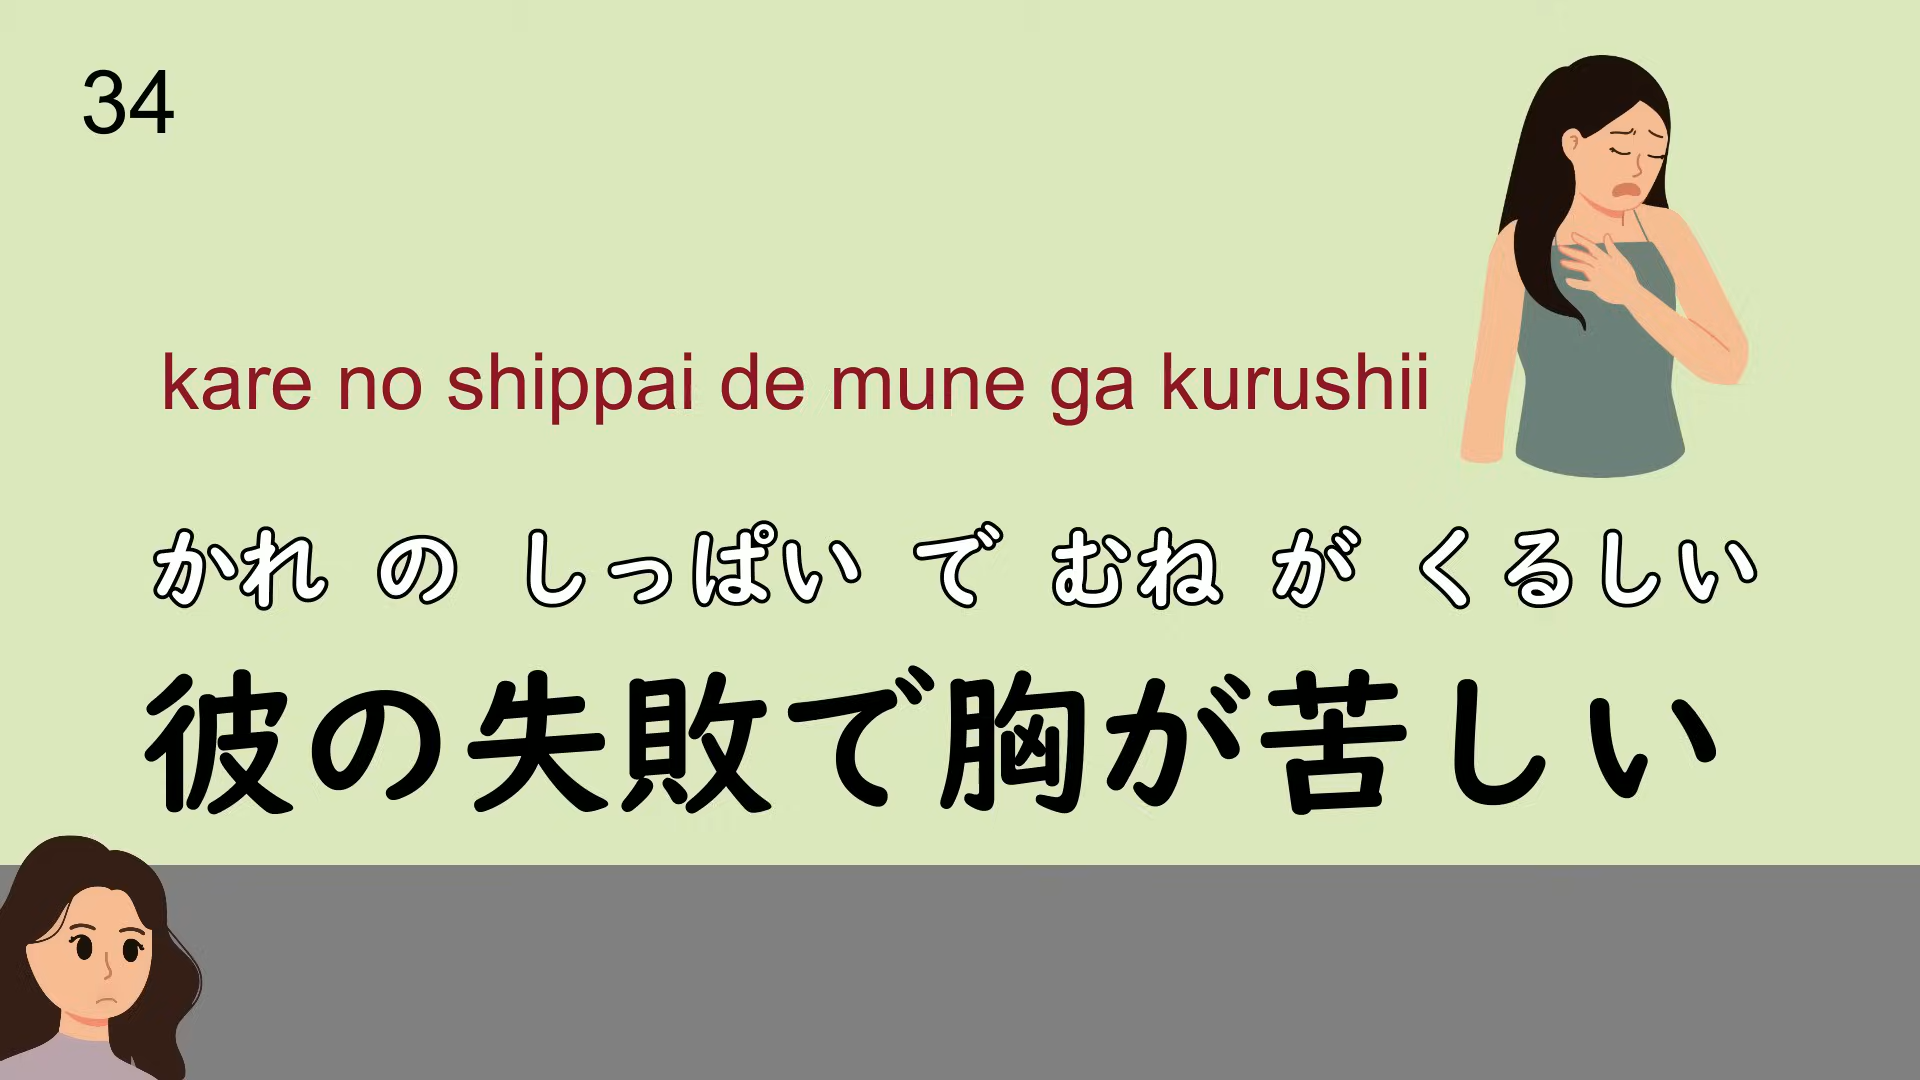 34
kare no shippai de mune ga kurushii
かれ の しっぱい で むね が くるしい
彼の失敗で胸が苦しい